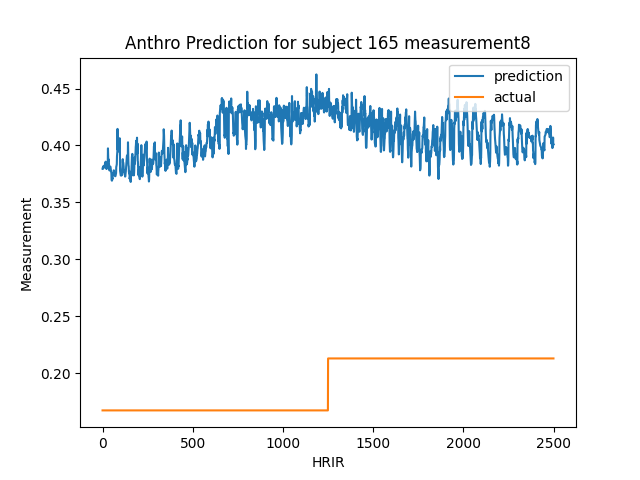 Anthro Prediction for subject 165 measurement8
prediction
actual
0.45
0.40
0.35
0.30
0.25
0.20
Measurement
0
500
1000
1500
2000
2500
HRIR